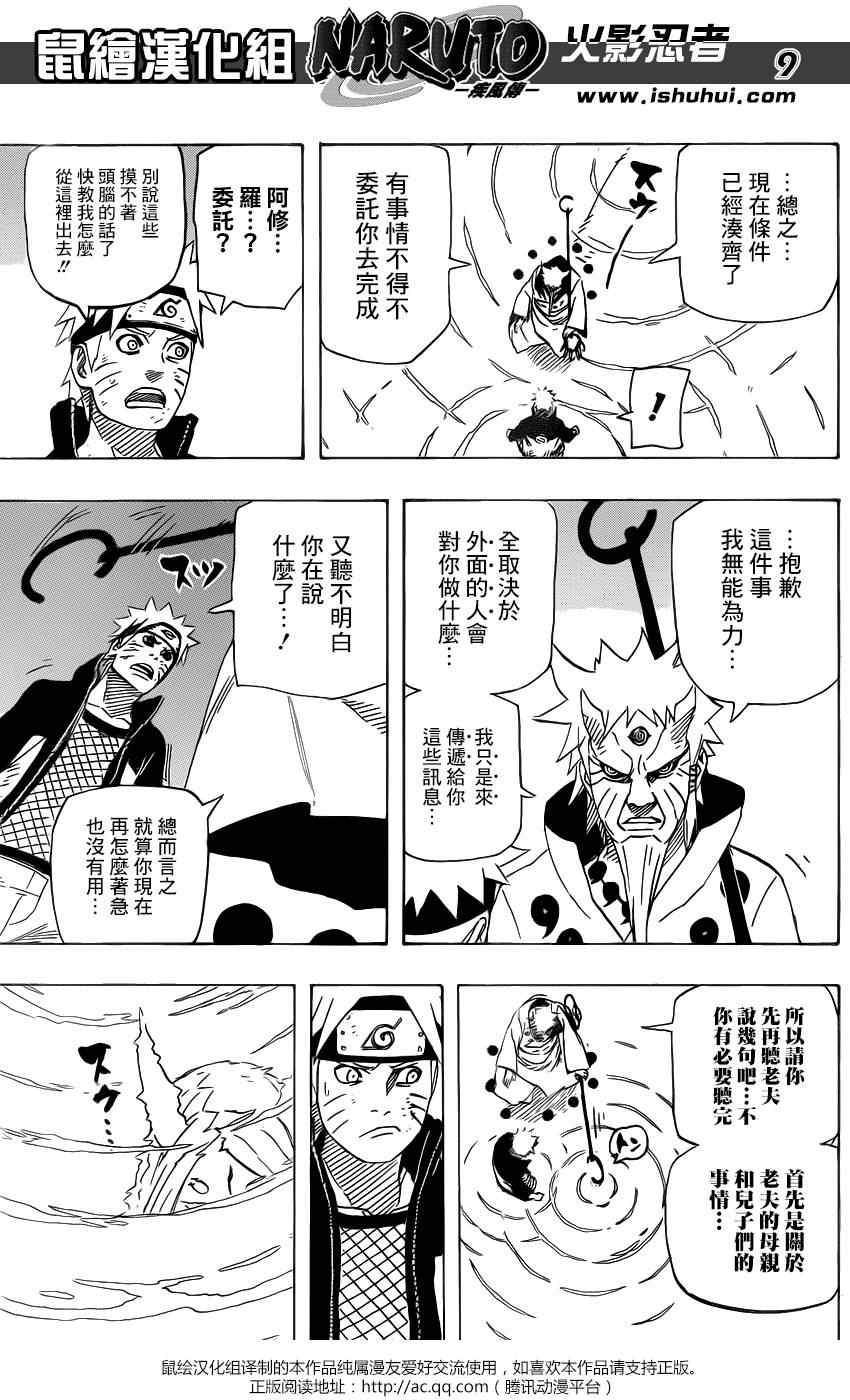 鼠繪漢化組
NARUTO
—疾風傳—
火影忍者
9
www.ishuhui.com
…總之…
現在條件
已經湊齊了
スゥ
有事情不得不
委託你去完成
！
阿修…
羅…？
委託？
別說這些
摸不著
頭腦的話了
快教我怎麼
從這裡出去!!
…抱歉
這件事
我無能為力…
全取決於
外面的人會
對你做什麼…
我只是來
傳遞給你
這些訊息…
又聽不明白
你在說
什麼了…！
スッ
總而言之
就算你現在
再怎麼著急
也沒有用…
所以請你
先再聽老夫
說幾句吧…不
你有必要聽完
首先是關於
老夫的母親
和兒子們的
事情…
スゥ…
鼠绘汉化组译制的本作品纯属漫友爱好交流使用，如喜欢本作品请支持正版。
正版阅读地址：http://ac.qq.com（腾讯动漫平台）